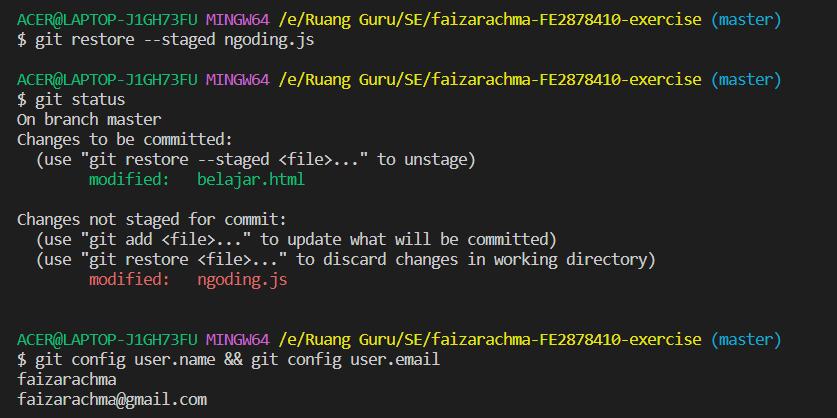 ACER@LAPTOP-J1GH73FU MINGW64 /e/Ruang Guru/SE/faizarachma-FE2878410-exercise (master)
$ git restore --staged ngoding.js
ACER@LAPTOP-J1GH73FU MINGW64 /e/Ruang Guru/SE/faizarachma-FE2878410-exercise (master)
$ git status
On branch master
Changes to be committed:
  (use "git restore --staged <file>..." to unstage)
        modified:   belajar.html
Changes not staged for commit:
  (use "git add <file>..." to update what will be committed)
  (use "git restore <file>..." to discard changes in working directory)
        modified:   ngoding.js
ACER@LAPTOP-J1GH73FU MINGW64 /e/Ruang Guru/SE/faizarachma-FE2878410-exercise (master)
$ git config user.name && git config user.email
faizarachma
faizarachma@gmail.com